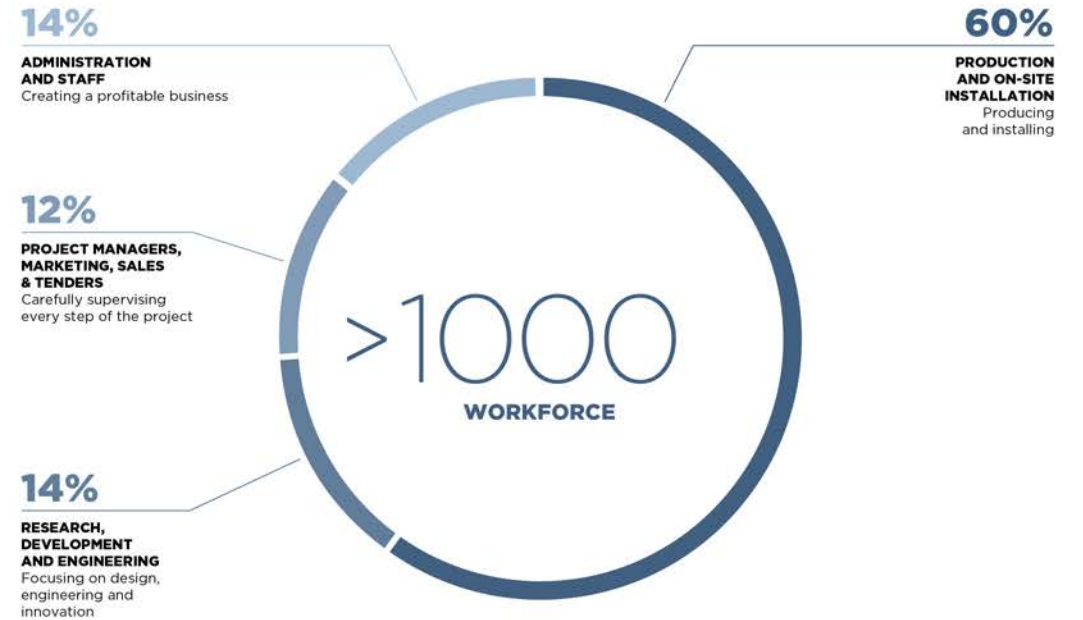 14%
ADMINISTRATION
AND STAFF
Creating a profitable business
60%
PRODUCTION
AND ON-SITE
INSTALLATION
Producing
and installing
12%
PROJECT MANAGERS,
MARKETING, SALES
& TENDERS
Carefully supervising
every step of the project
>1000
WORKFORCE
14%
RESEARCH,
DEVELOPMENT
AND ENGINEERING
Focusing on design,
engineering and
innovation